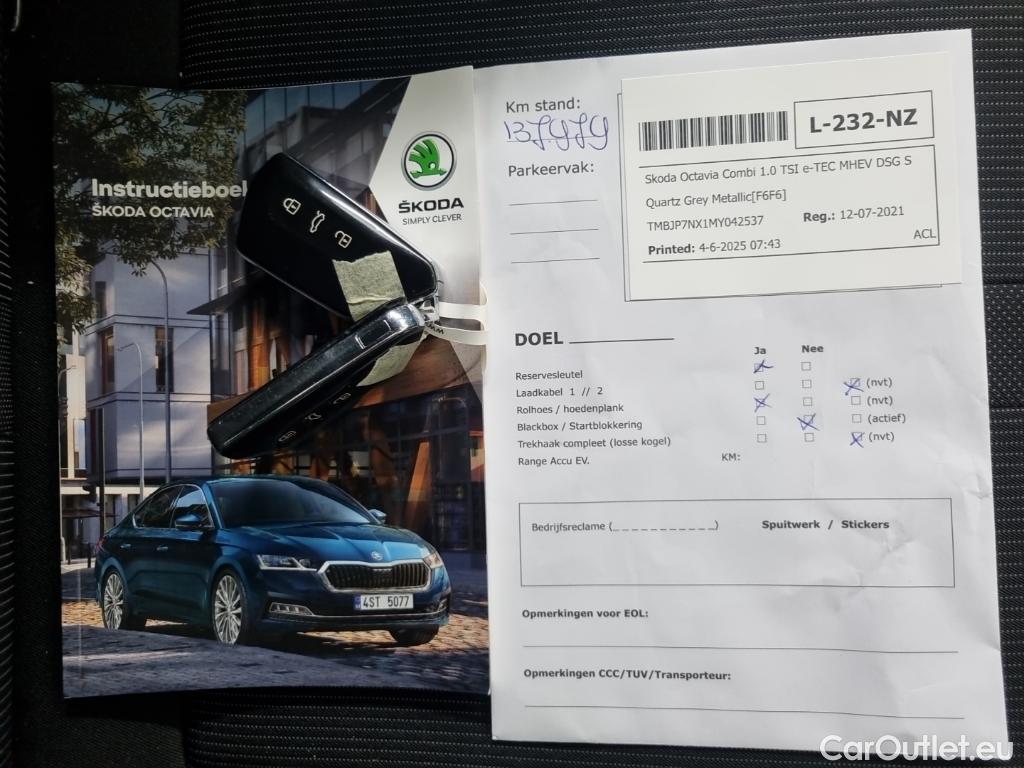 Instructieboek
ŠKODA OCTAVIA
ŠKODA
SIMPLY CLEVER
4ST 5077
Km stand:
137979
Parkeervak:
L-232-NZ
Skoda Octavia Combi 1.0 TSI e-TEC MHEV DSG S
Quartz Grey Metallic[F6F6]
TMBJP7NX1MY042537 Reg.: 12-07-2021
Printed: 4-6-2025 07:43 ACL
DOEL
Ja Nee
Reservesleutel
Laadkabel 1 // 2 (nvt)
Rolhoes / hoedenplank (nvt)
Blackbox / Startblokkering (actief)
Trekhaak compleet (losse kogel) (nvt)
Range Accu EV. KM:
Bedrijfsreclame (___________) Spuitwerk / Stickers
Opmerkingen voor EOL:
Opmerkingen CCC/TUV/Transporteur:
CarOutlet.eu